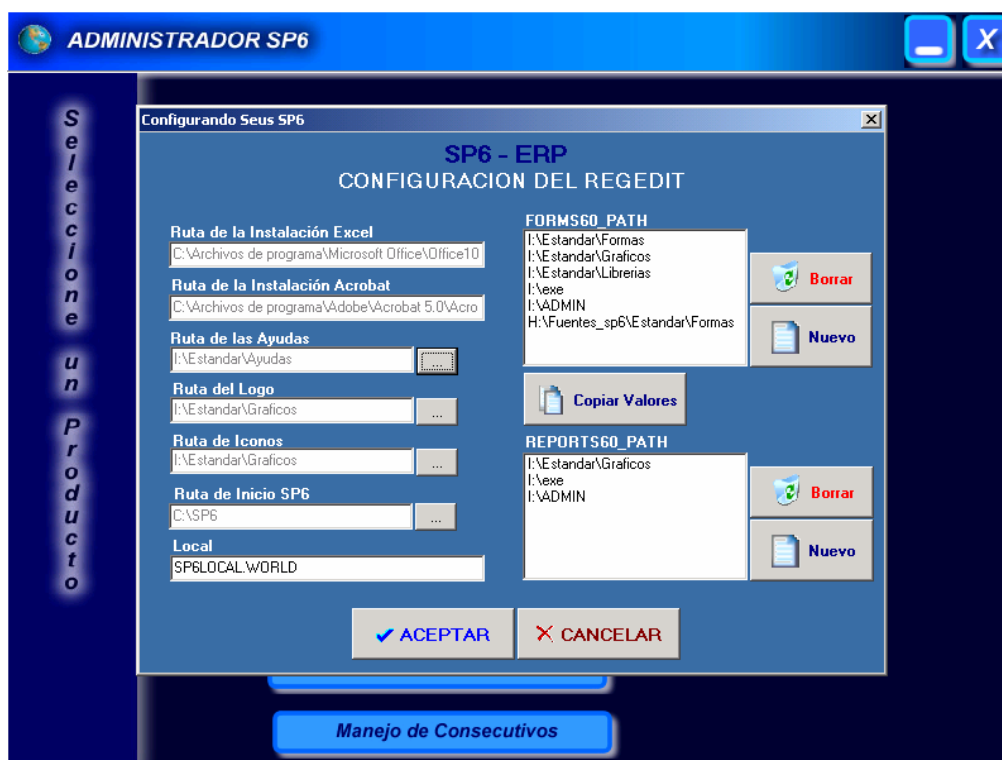 ADMINISTRADOR SP6
X
Seleccione un Producto
Configurando Seus SP6
SP6 - ERP
CONFIGURACION DEL REGEDIT
Ruta de la Instalación Excel
C:\Archivos de programa\Microsoft Office\Office10
Ruta de la Instalación Acrobat
C:\Archivos de programa\Adobe\Acrobat 5.0\Acro
Ruta de las Ayudas
I:\Estandar\Ayudas
...
Ruta del Logo
I:\Estandar\Graficos
...
Ruta de Iconos
I:\Estandar\Graficos
...
Ruta de Inicio SP6
C:\SP6
...
Local
SP6LOCAL.WORLD
FORMS60_PATH
I:\Estandar\Formas
I:\Estandar\Graficos
I:\Estandar\Librerias
I:\exe
I:\ADMIN
H:\Fuentes_sp6\Estandar\Formas
Borrar
Nuevo
Copiar Valores
REPORTS60_PATH
I:\Estandar\Graficos
I:\exe
I:\ADMIN
Borrar
Nuevo
ACEPTAR
CANCELAR
Manejo de Consecutivos